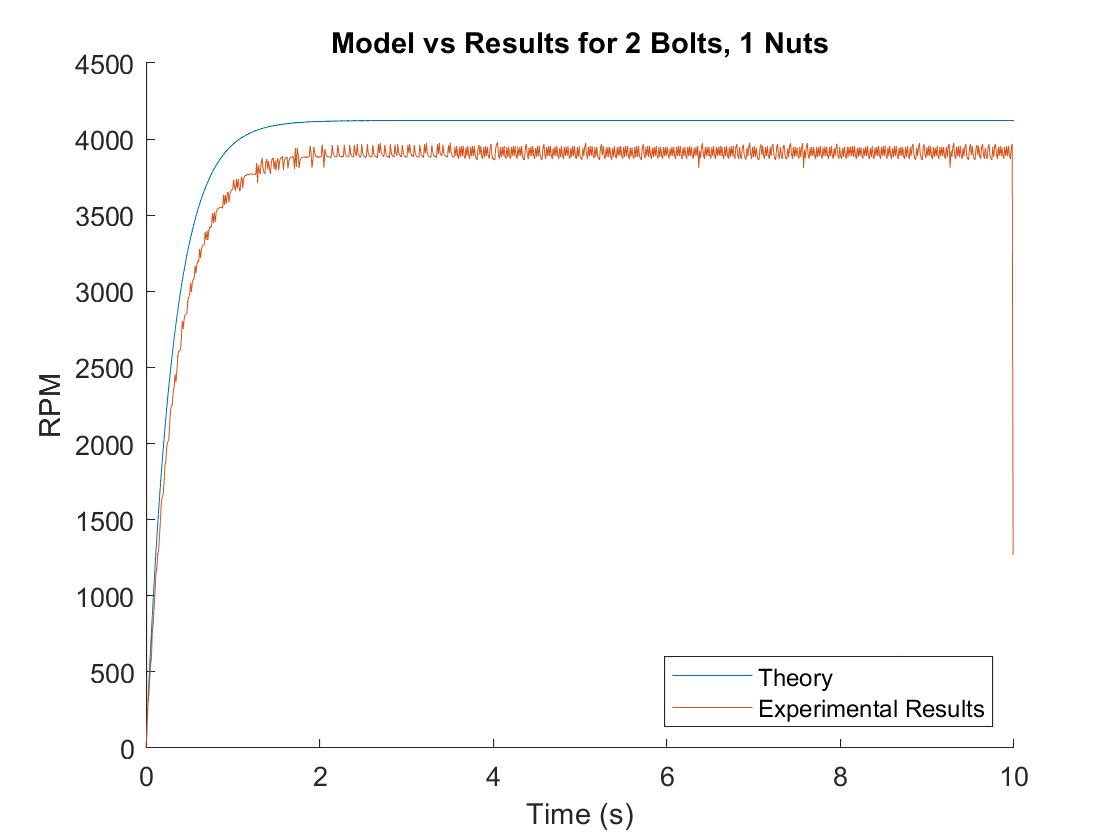 Model vs Results for 2 Bolts, 1 Nuts
4500
4000
3500
3000
2500
2000
1500
1000
500
0
RPM
Theory
Experimental Results
0 2 4 6 8 10
Time (s)